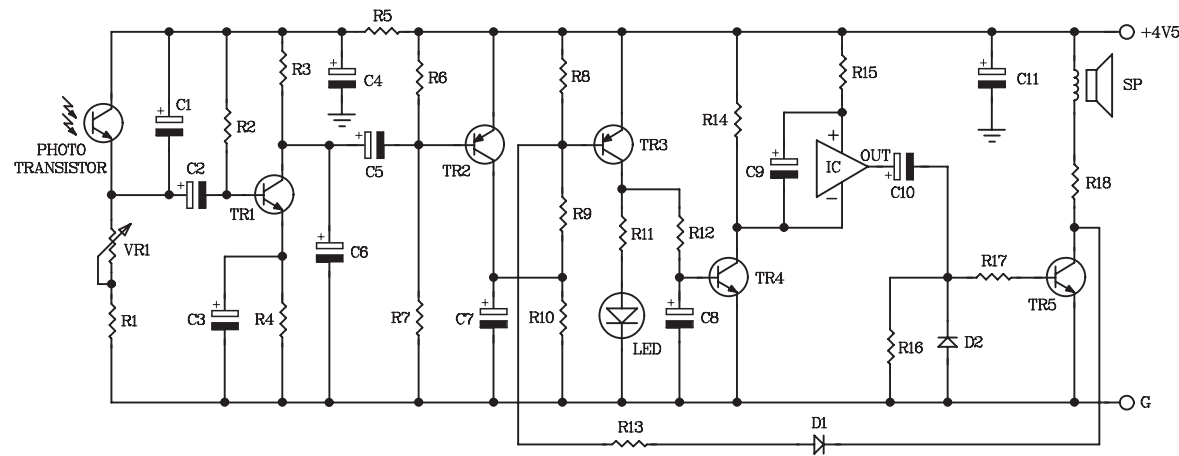 R5
+4V5
R3
C4
R6
R8
R15
C11
SP
C1
R2
R14
PHOTO
TRANSISTOR
C2
C5
TR2
TR3
C9
IC
OUT
C10
R18
TR1
VR1
C6
R9
R11
R12
TR4
R17
TR5
R1
C3
R4
R7
C7
R10
LED
C8
R16
D2
G
R13
D1